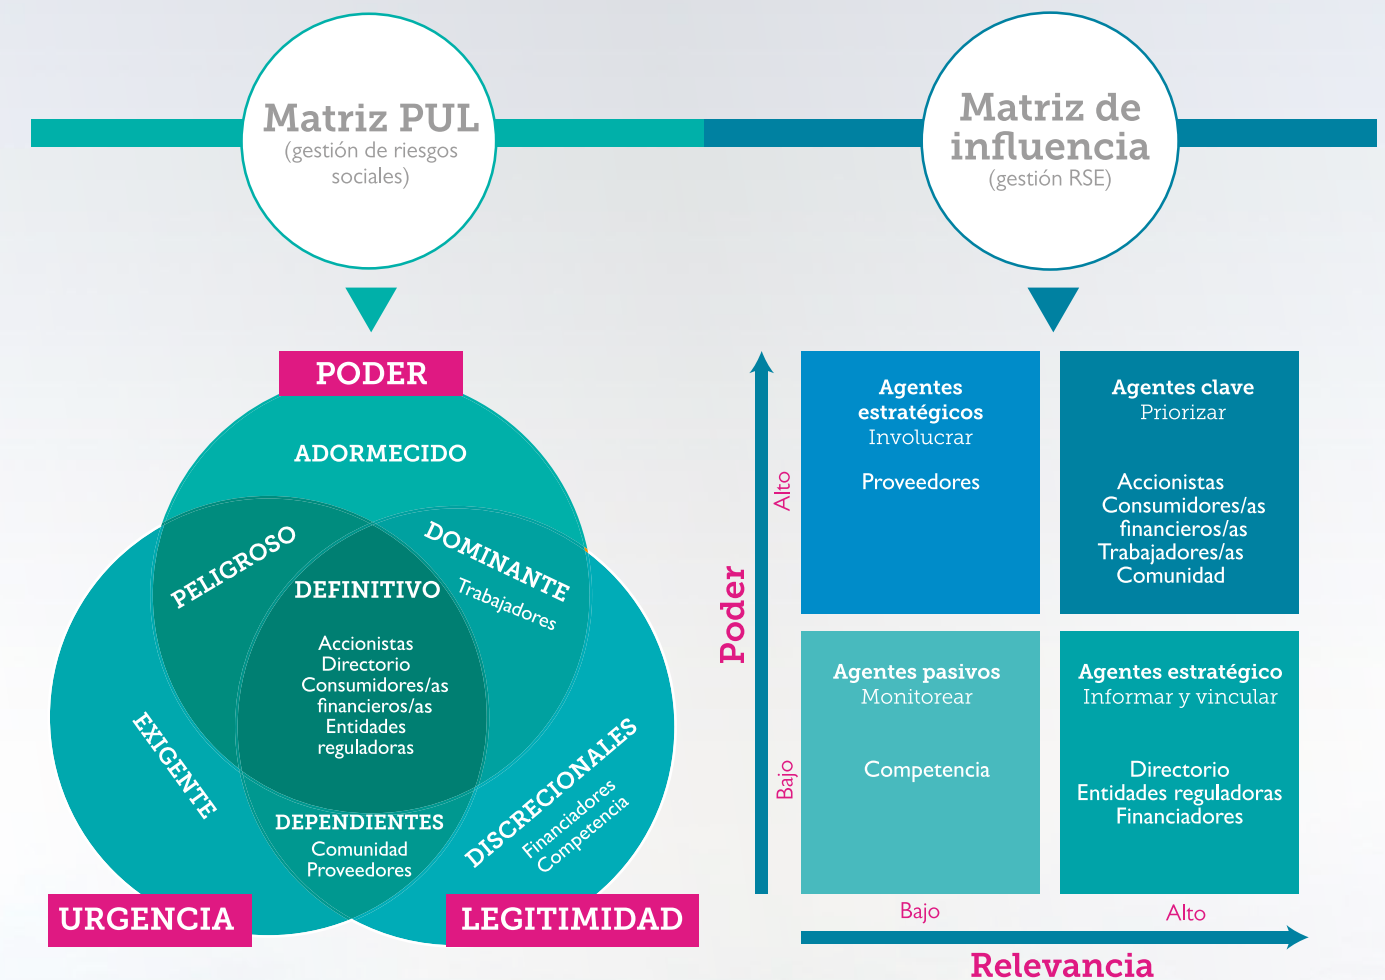 Matriz PUL
(gestión de riesgos
sociales)
PODER
ADORMECIDO
PELIGROSO
DOMINANTE
Trabajadores
DEFINITIVO
Accionistas
Directorio
Consumidores/as
financieros/as
Entidades
reguladoras
EXIGENTE
DISCRECIONALES
Financiadores
Competencia
DEPENDIENTES
Comunidad
Proveedores
URGENCIA
LEGITIMIDAD
Matriz de
influencia
(gestión RSE)
Poder
Alto
Bajo
Agentes
estratégicos
Involucrar
Proveedores
Agentes clave
Priorizar
Accionistas
Consumidores/as
financieros/as
Trabajadores/as
Comunidad
Agentes pasivos
Monitorear
Competencia
Agentes estratégico
Informar y vincular
Directorio
Entidades reguladoras
Financiadores
Bajo
Alto
Relevancia